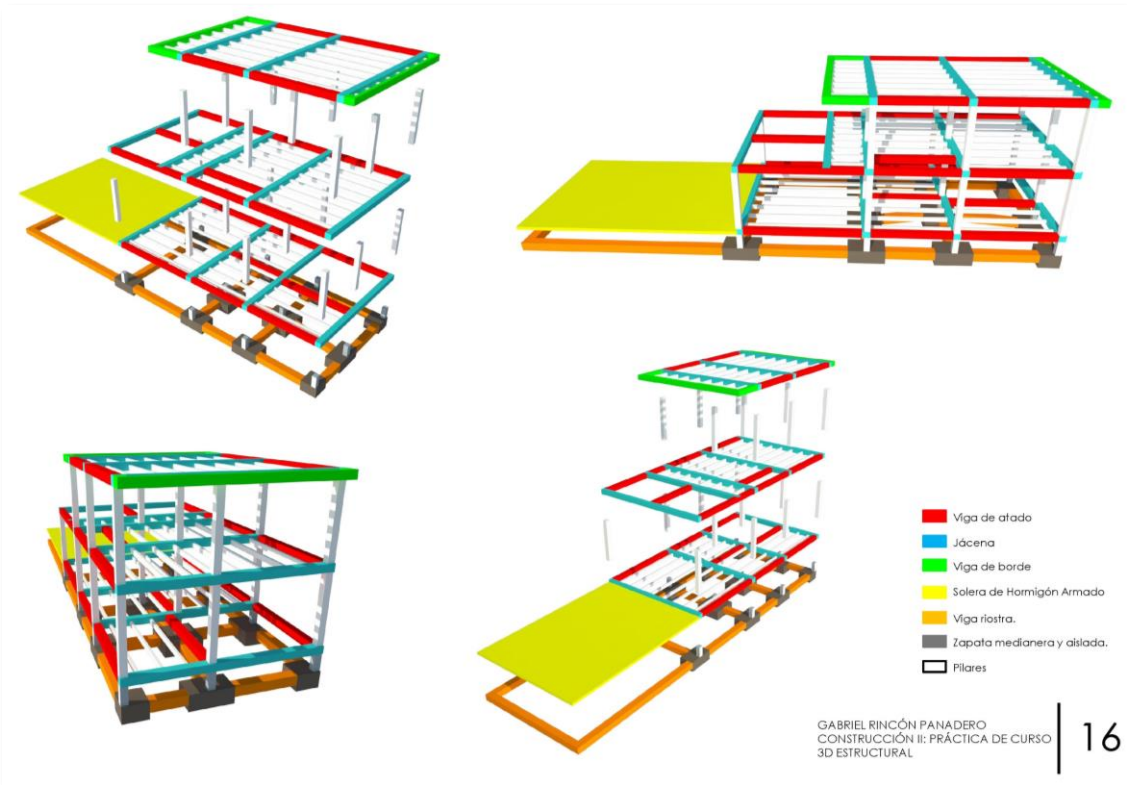 Viga de atado
Jácena
Viga de borde
Solera de Hormigón Armado
Viga riostra.
Zapata medianera y aislada.
Pilares
GABRIEL RINCÓN PANADERO
CONSTRUCCIÓN II: PRÁCTICA DE CURSO
3D ESTRUCTURAL
16